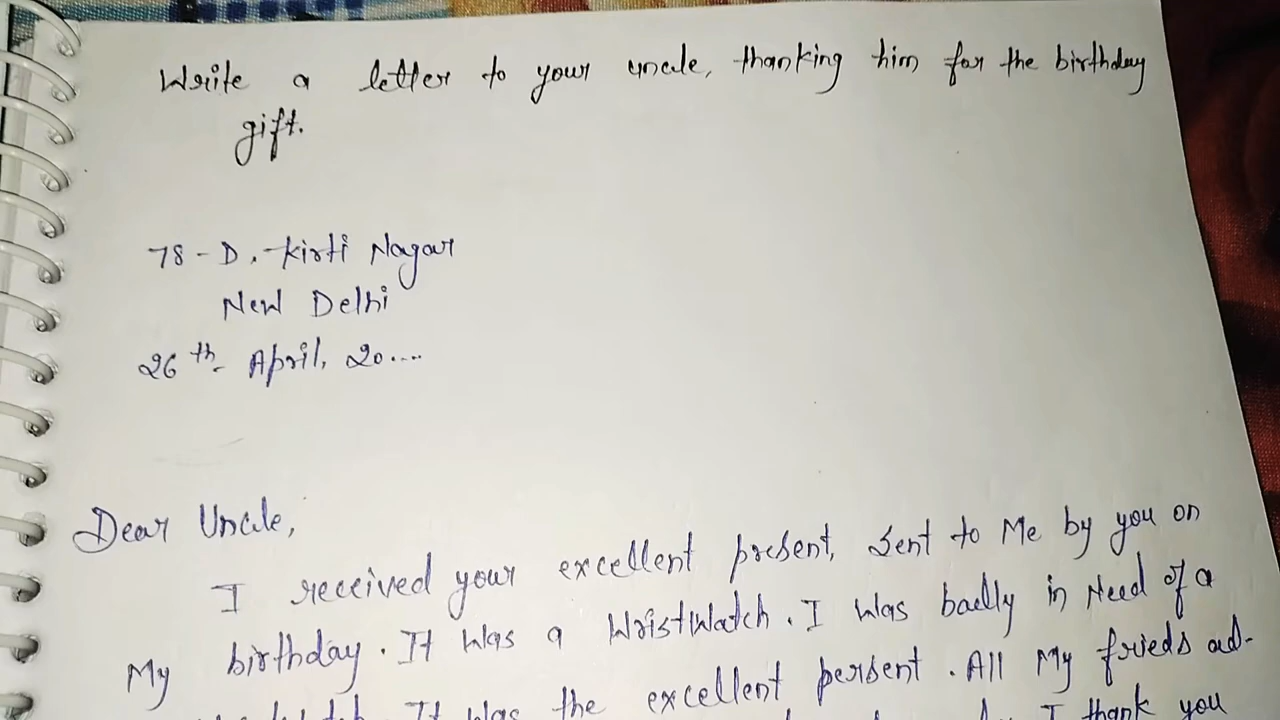 Write a letter to your uncle, thanking him for the birthday
gift.
78-D, Kirti Nagar
New Delhi
26th April, 20....
Dear Uncle,
I received your excellent present, sent to Me by you on
My birthday. It was a Wristwatch. I was badly in Need of a
It was the excellent persent. All My frieds ad-
I thank you